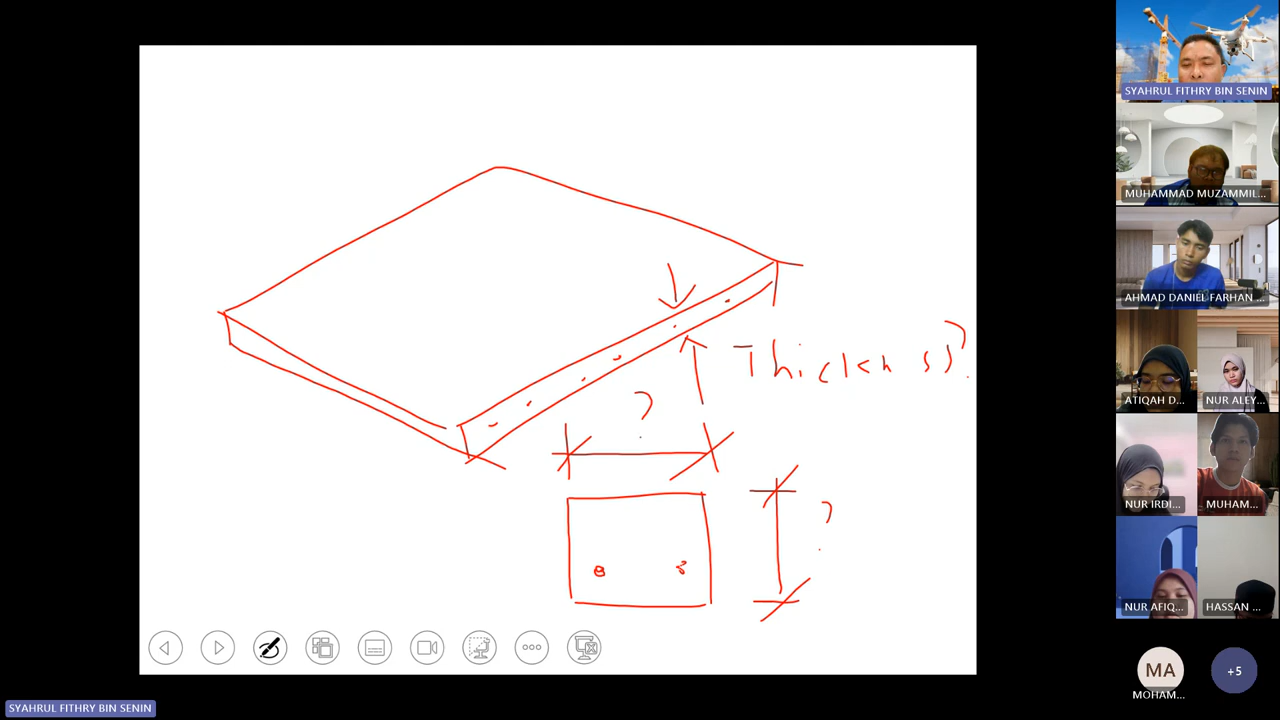 SYAHRUL FITHRY BIN SENIN
MUHAMMAD MUZAMMIL...
AHMAD DANIEL FARHAN ...
ATIQAH D...
NUR ALEY...
Thickness?
?
?
NUR IRDI...
MUHAM...
NUR AFIQ...
HASSAN ...
MA
MOHAM...
+5
SYAHRUL FITHRY BIN SENIN